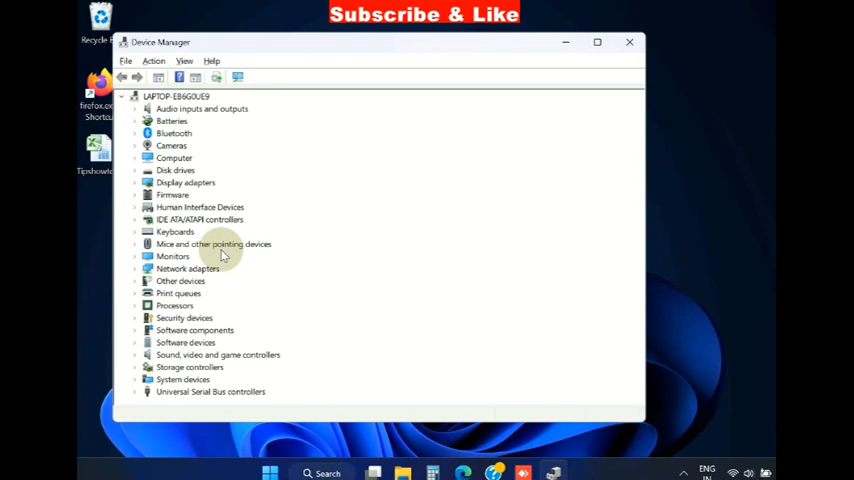 Subscribe & Like
Recycle B
firefox.exe
Shortcu
Tipshowto
Device Manager
File Action View Help
LAPTOP-EB6G0UE9
Audio inputs and outputs
Batteries
Bluetooth
Cameras
Computer
Disk drives
Display adapters
Firmware
Human Interface Devices
IDE ATA/ATAPI controllers
Keyboards
Mice and other pointing devices
Monitors
Network adapters
Other devices
Print queues
Processors
Security devices
Software components
Software devices
Sound, video and game controllers
Storage controllers
System devices
Universal Serial Bus controllers
Search
ENG
IN